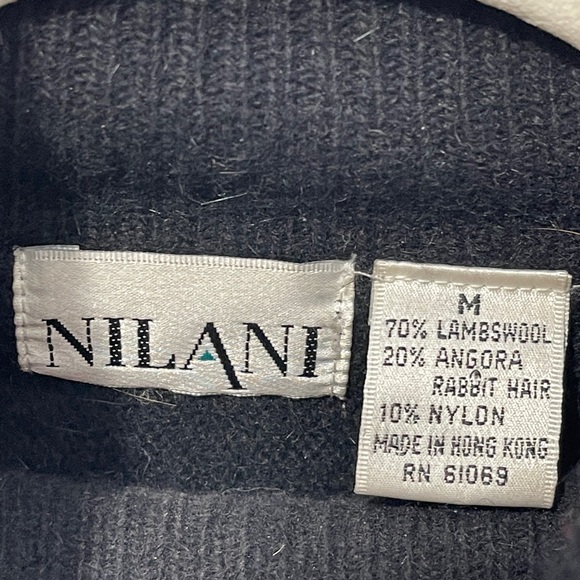 NILANI
M
70% LAMBSWOOL
20% ANGORA
RABBIT HAIR
10% NYLON
MADE IN HONG KONG
RN 61069